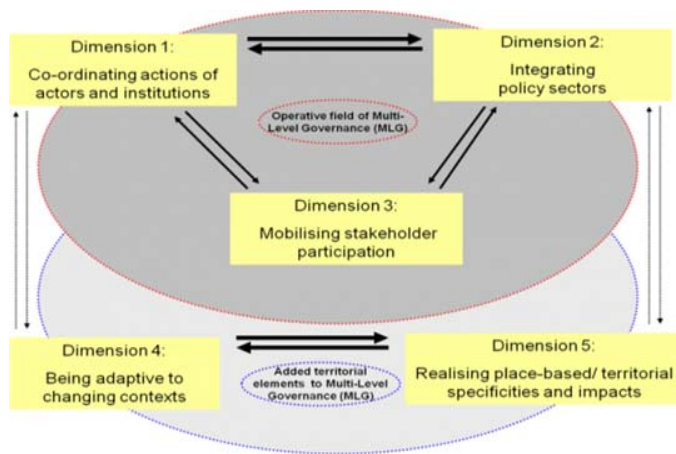 Dimension 1:
Co-ordinating actions of
actors and institutions
Dimension 2:
Integrating
policy sectors
Operative field of Multi-
Level Governance (MLG)
Dimension 3:
Mobilising stakeholder
participation
Dimension 4:
Being adaptive to
changing contexts
Added territorial
elements to Multi-Level
Governance (MLG)
Dimension 5:
Realising place-based/ territorial
specificities and impacts